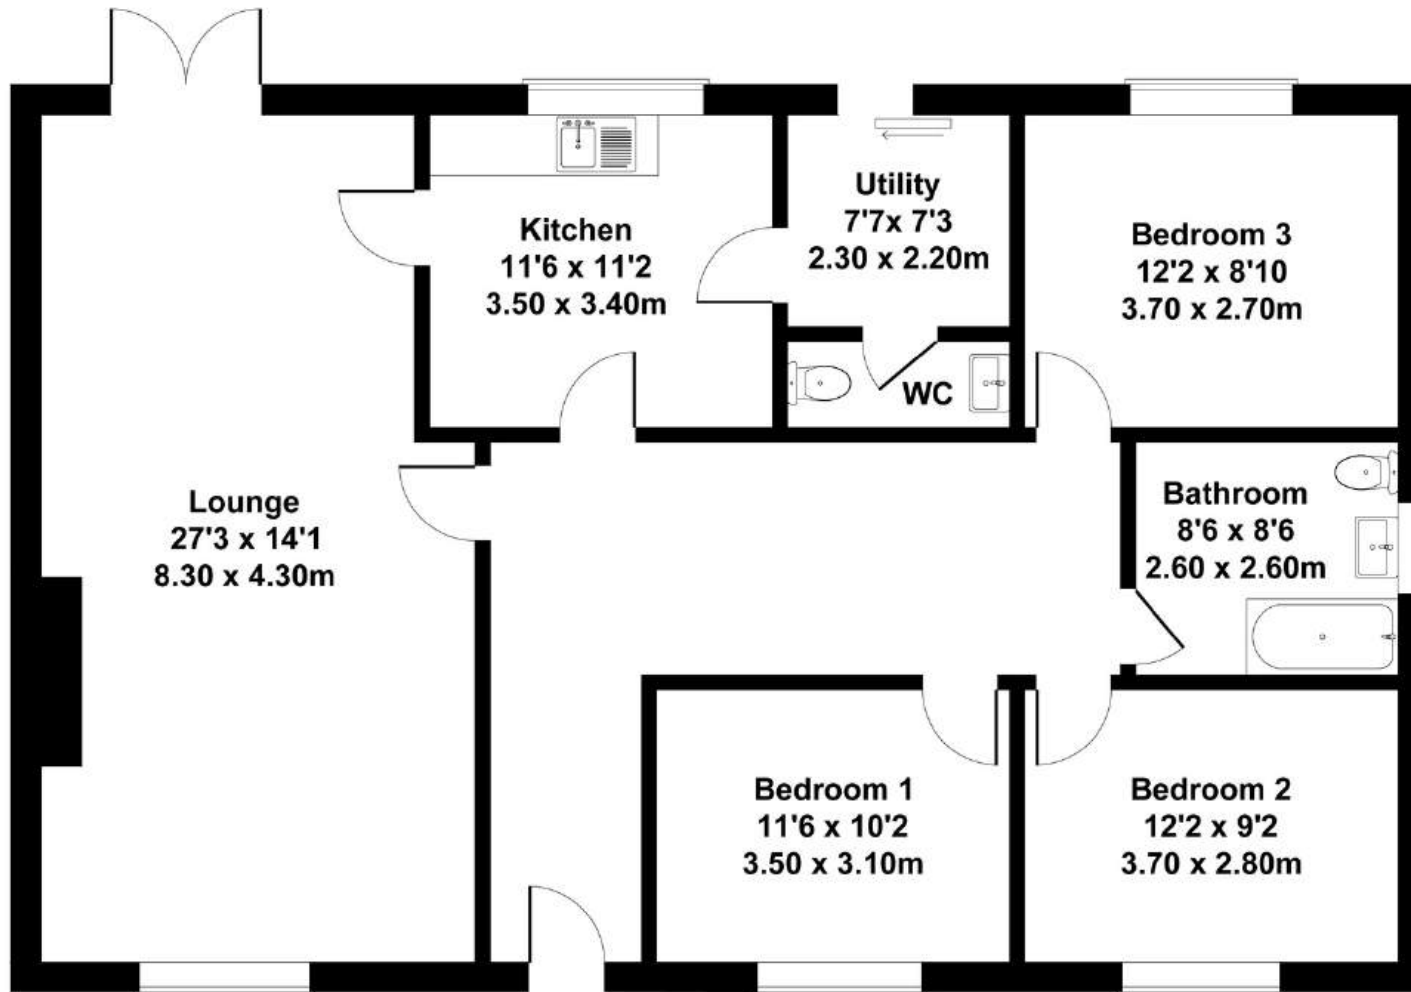 Utility
7'7x 7'3
2.30 x 2.20m
Kitchen
11'6 x 11'2
3.50 x 3.40m
Bedroom 3
12'2 x 8'10
3.70 x 2.70m
WC
Lounge
27'3 x 14'1
8.30 x 4.30m
Bathroom
8'6 x 8'6
2.60 x 2.60m
Bedroom 1
11'6 x 10'2
3.50 x 3.10m
Bedroom 2
12'2 x 9'2
3.70 x 2.80m